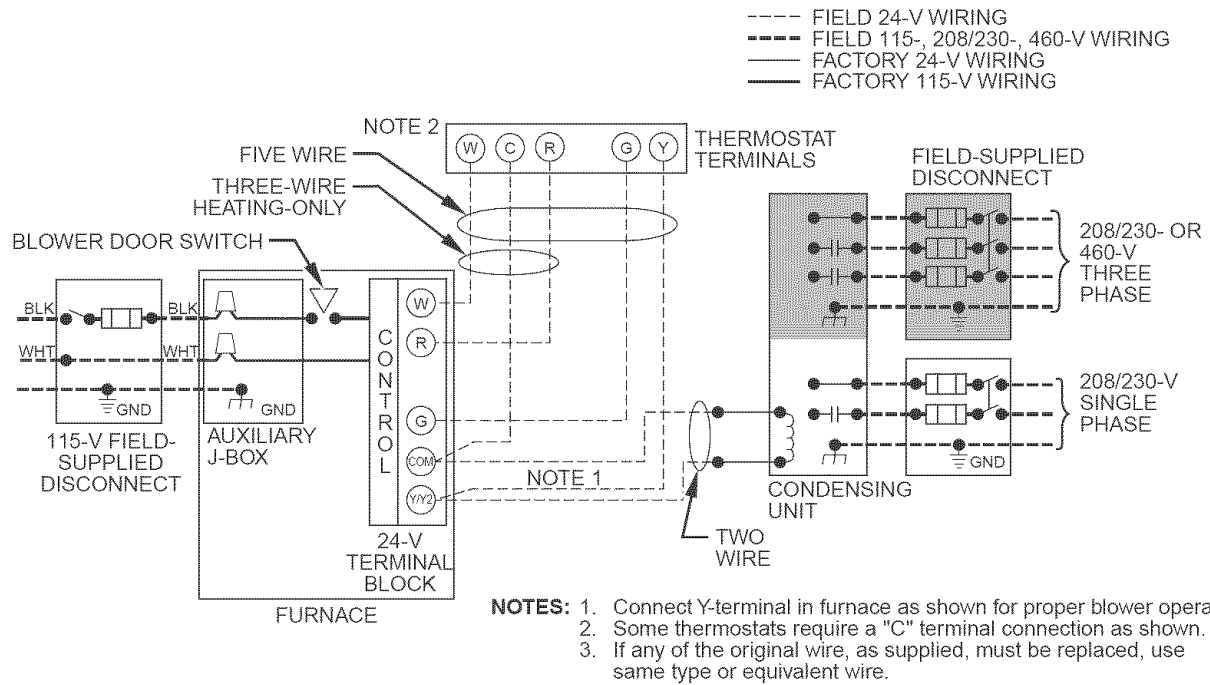 FIELD 24-V WIRING
FIELD 115-, 208/230-, 460-V WIRING
FACTORY 24-V WIRING
FACTORY 115-V WIRING
NOTE 2
W C R G Y
THERMOSTAT
TERMINALS
FIVE WIRE
THREE-WIRE
HEATING-ONLY
BLOWER DOOR SWITCH
FIELD-SUPPLIED
DISCONNECT
208/230- OR
460-V
THREE
PHASE
BLK
BLK
WHT
WHT
GND
GND
115-V FIELD-
SUPPLIED
DISCONNECT
AUXILIARY
J-BOX
CONTROL
W
R
G
COM
Y/Y2
NOTE 1
24-V
TERMINAL
BLOCK
FURNACE
TWO
WIRE
CONDENSING
UNIT
GND
208/230-V
SINGLE
PHASE
NOTES: 1. Connect Y-terminal in furnace as shown for proper blower opera
2. Some thermostats require a "C" terminal connection as shown.
3. If any of the original wire, as supplied, must be replaced, use
same type or equivalent wire.